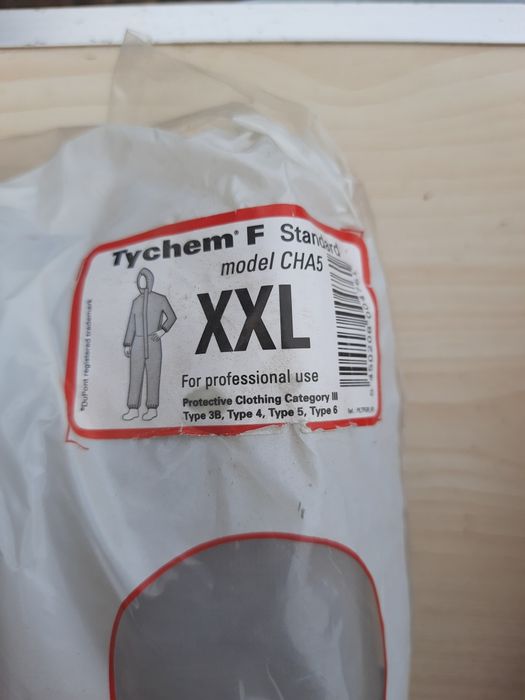 Tychem® F Standard
model CHA5
XXL
For professional use
Protective Clothing Category III
Type 3B, Type 4, Type 5, Type 6
*DuPont registered trademark